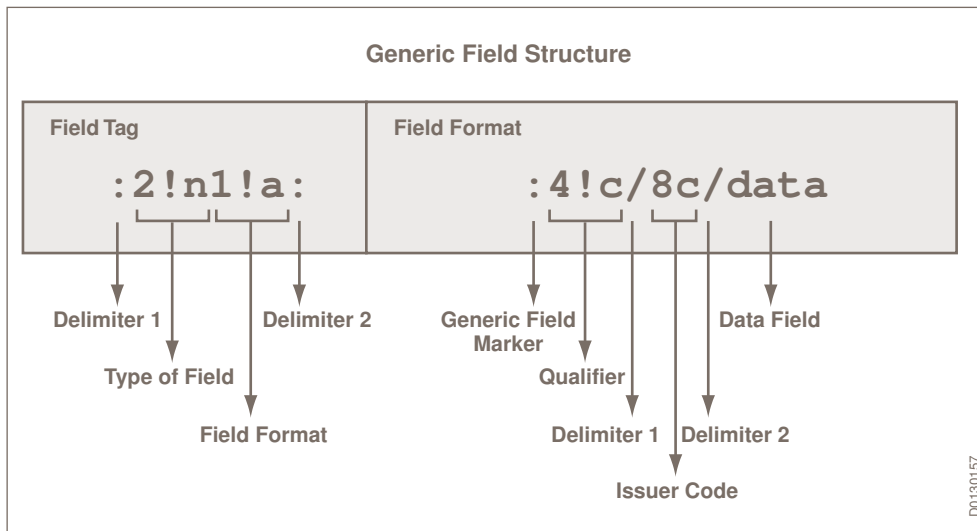 Generic Field Structure
Field Tag
Field Format
:2!n1!a:
:4!c/8c/data
Delimiter 1
Delimiter 2
Generic Field
Marker
Data Field
Type of Field
Qualifier
Field Format
Delimiter 1
Delimiter 2
Issuer Code
D0130157